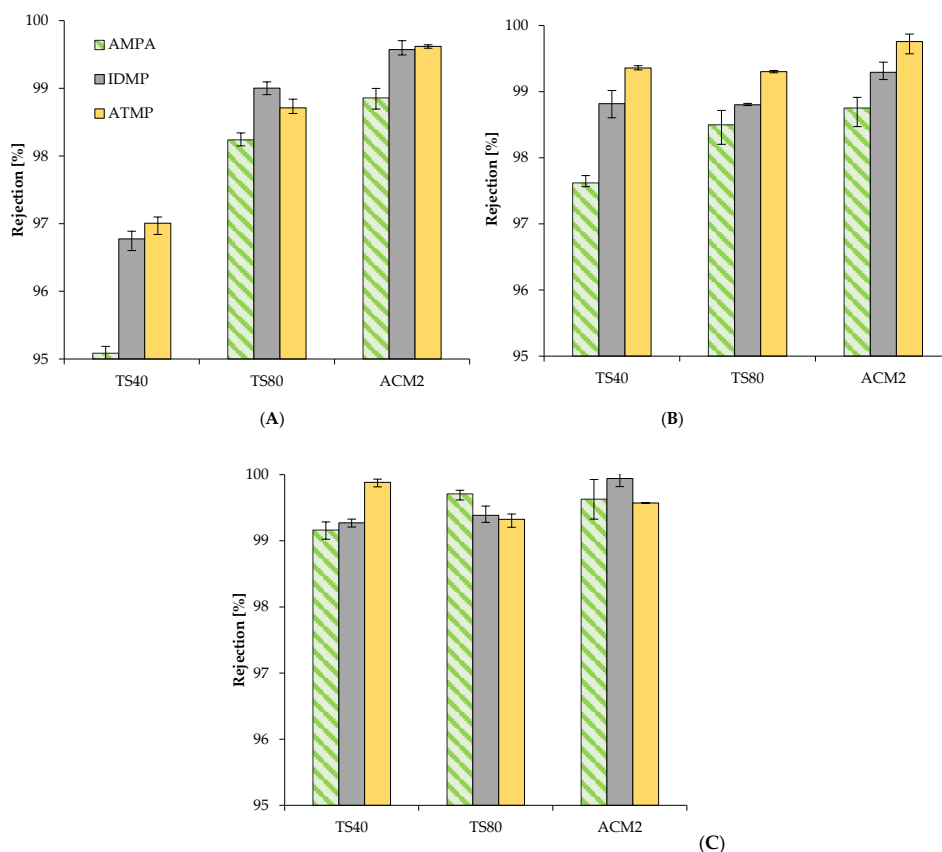 100
99
98
97
96
95
Rejection [%]
AMPA
IDMP
ATMP
TS40
TS80
ACM2
(A)
100
99
98
97
96
95
Rejection [%]
TS40
TS80
ACM2
(B)
100
99
98
97
96
95
Rejection [%]
TS40
TS80
ACM2
(C)